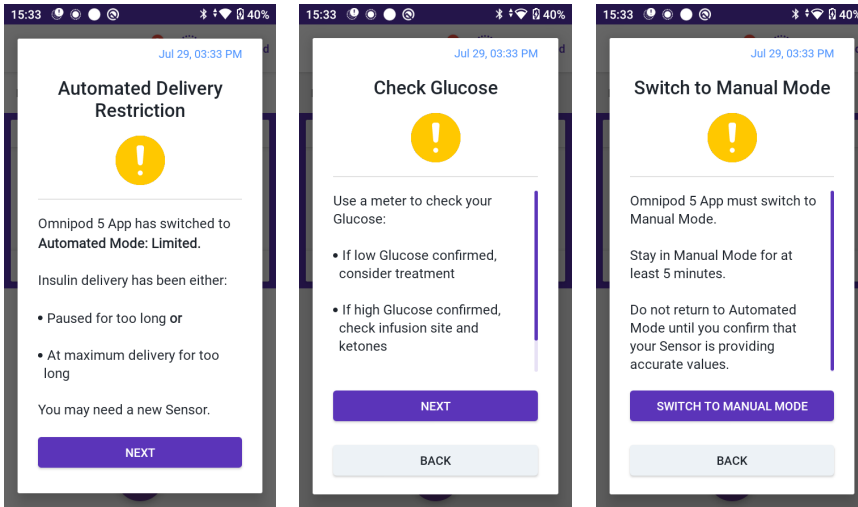 15:33 40%
Jul 29, 03:33 PM
Automated Delivery
Restriction
Omnipod 5 App has switched to
Automated Mode: Limited.
Insulin delivery has been either:
• Paused for too long or
• At maximum delivery for too
long
You may need a new Sensor.
NEXT
15:33 40%
Jul 29, 03:33 PM
Check Glucose
Use a meter to check your
Glucose:
• If low Glucose confirmed,
consider treatment
• If high Glucose confirmed,
check infusion site and
ketones
NEXT
BACK
15:33 40%
Jul 29, 03:33 PM
Switch to Manual Mode
Omnipod 5 App must switch to
Manual Mode.
Stay in Manual Mode for at
least 5 minutes.
Do not return to Automated
Mode until you confirm that
your Sensor is providing
accurate values.
SWITCH TO MANUAL MODE
BACK